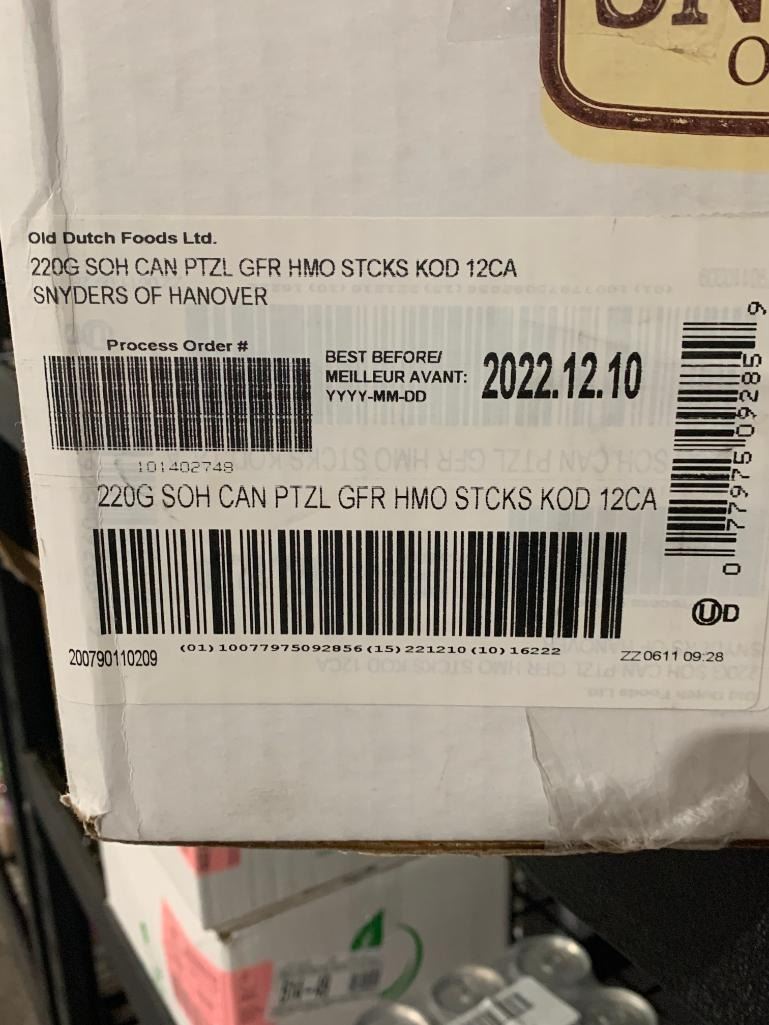 Old Dutch Foods Ltd.
220G SOH CAN PTZL GFR HMO STCKS KOD 12CA
SNYDERS OF HANOVER
Process Order #
BEST BEFORE/
MEILLEUR AVANT:
YYYY-MM-DD
2022.12.10
101402748
0 77975 09285 9
220G SOH CAN PTZL GFR HMO STCKS KOD 12CA
UD
(01) 10077975092856 (15) 221210 (10) 16222
200790110209
ZZ 0611 09:28